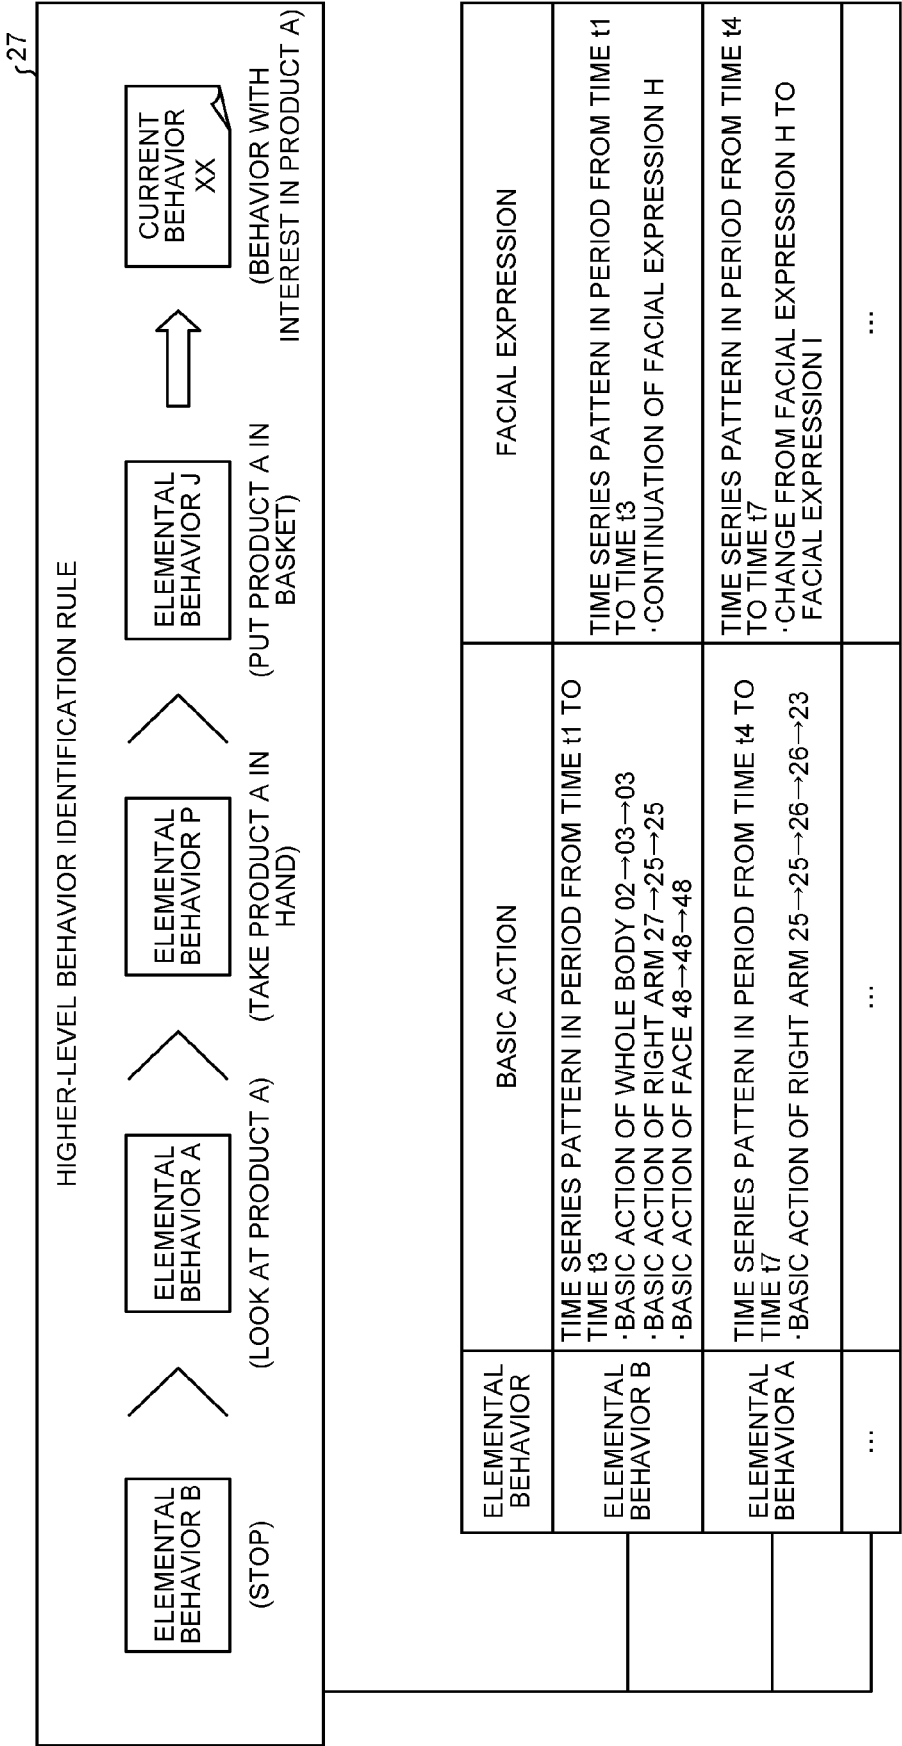 27
HIGHER-LEVEL BEHAVIOR IDENTIFICATION RULE
ELEMENTAL
BEHAVIOR B
(STOP)
ELEMENTAL
BEHAVIOR A
(LOOK AT PRODUCT A)
ELEMENTAL
BEHAVIOR P
(TAKE PRODUCT A IN
HAND)
ELEMENTAL
BEHAVIOR J
(PUT PRODUCT A IN
BASKET)
CURRENT
BEHAVIOR
XX
(BEHAVIOR WITH
INTEREST IN PRODUCT A)
ELEMENTAL
BEHAVIOR
BASIC ACTION
FACIAL EXPRESSION
ELEMENTAL
BEHAVIOR B
TIME SERIES PATTERN IN PERIOD FROM TIME t1 TO
TIME t3
·BASIC ACTION OF WHOLE BODY 02→03→03
·BASIC ACTION OF RIGHT ARM 27→25→25
·BASIC ACTION OF FACE 48→48→48
TIME SERIES PATTERN IN PERIOD FROM TIME t1
TO TIME t3
·CONTINUATION OF FACIAL EXPRESSION H
ELEMENTAL
BEHAVIOR A
TIME SERIES PATTERN IN PERIOD FROM TIME t4 TO
TIME t7
·BASIC ACTION OF RIGHT ARM 25→25→26→26→23
TIME SERIES PATTERN IN PERIOD FROM TIME t4
TO TIME t7
·CHANGE FROM FACIAL EXPRESSION H TO
FACIAL EXPRESSION I
...
...
...